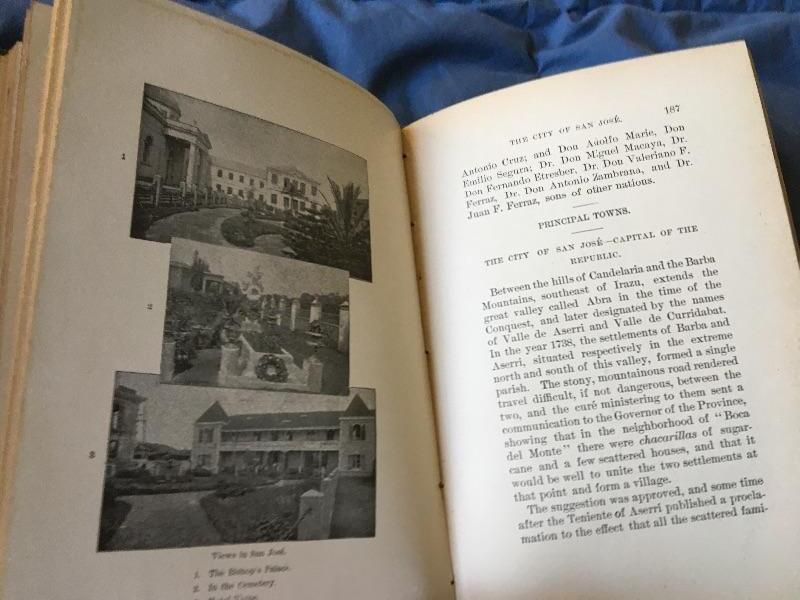 1
2
3
Views in San José.
1. The Bishop's Palace.
2. In the Cemetery.
THE CITY OF SAN JOSÉ. 187
Antonio Cruz; and Don Adolfo Marie, Don
Emilio Segura; Dr. Don Miguel Macaya, Dr.
Don Fernando Etresber, Dr. Don Valeriano F.
Ferraz, Dr. Don Antonio Zambrana, and Dr.
Juan F. Ferraz, sons of other nations.
PRINCIPAL TOWNS.
THE CITY OF SAN JOSÉ—CAPITAL OF THE
REPUBLIC.
Between the hills of Candelaria and the Barba
Mountains, southeast of Irazu, extends the
great valley called Abra in the time of the
Conquest, and later designated by the names
of Valle de Aserri and Valle de Curridabat.
In the year 1738, the settlements of Barba and
Aserri, situated respectively in the extreme
north and south of this valley, formed a single
parish. The stony, mountainous road rendered
travel difficult, if not dangerous, between the
two, and the curé ministering to them sent a
communication to the Governor of the Province,
showing that in the neighborhood of "Boca
del Monte" there were chacarillas of sugar-
cane and a few scattered houses, and that it
would be well to unite the two settlements at
that point and form a village.
The suggestion was approved, and some time
after the Teniente of Aserrí published a procla-
mation to the effect that all the scattered fami-